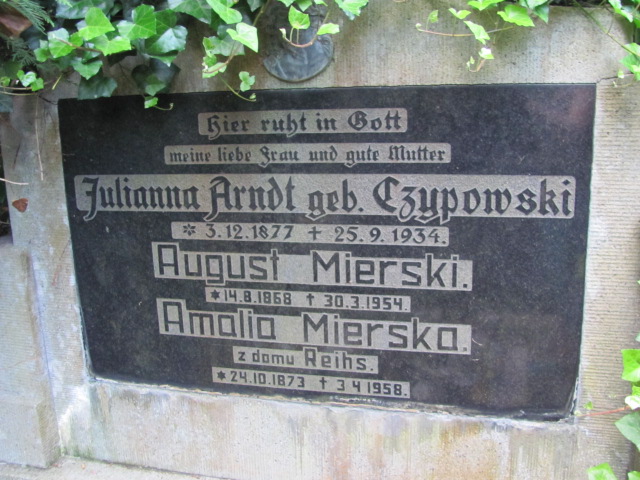 Hier ruht in Gott
meine liebe Frau und gute Mutter
Julianna Arndt geb. Czypowski
* 3.12.1877 + 25.9.1934.
August Mierski.
*14.8.1868 + 30.3.1954.
Amalia Mierska.
z domu Reihs.
*24.10.1873 + 3.4.1958.